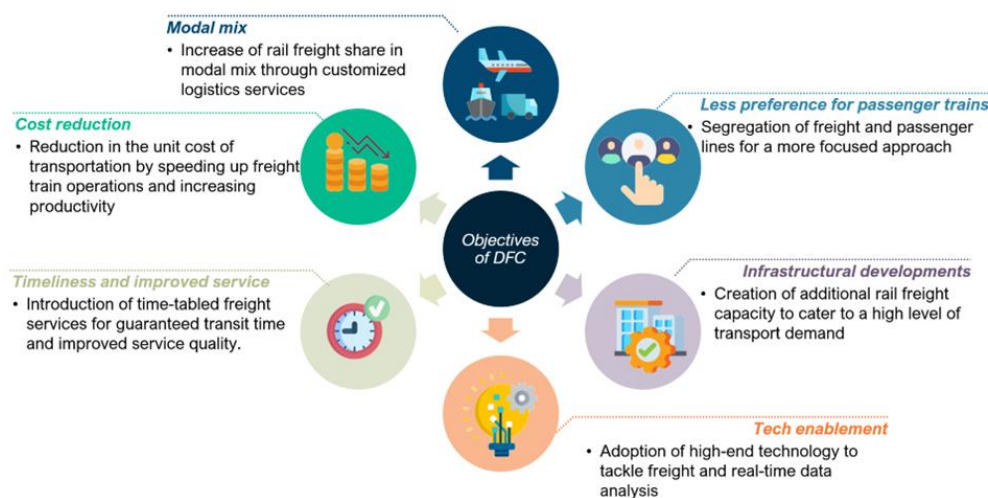 Modal mix
• Increase of rail freight share in
modal mix through customized
logistics services
Less preference for passenger trains
• Segregation of freight and passenger
lines for a more focused approach
Cost reduction
• Reduction in the unit cost of
transportation by speeding up freight
train operations and increasing
productivity
Objectives
of DFC
Timeliness and improved service
• Introduction of time-tabled freight
services for guaranteed transit time
and improved service quality.
Infrastructural developments
• Creation of additional rail freight
capacity to cater to a high level of
transport demand
Tech enablement
• Adoption of high-end technology to
tackle freight and real-time data
analysis